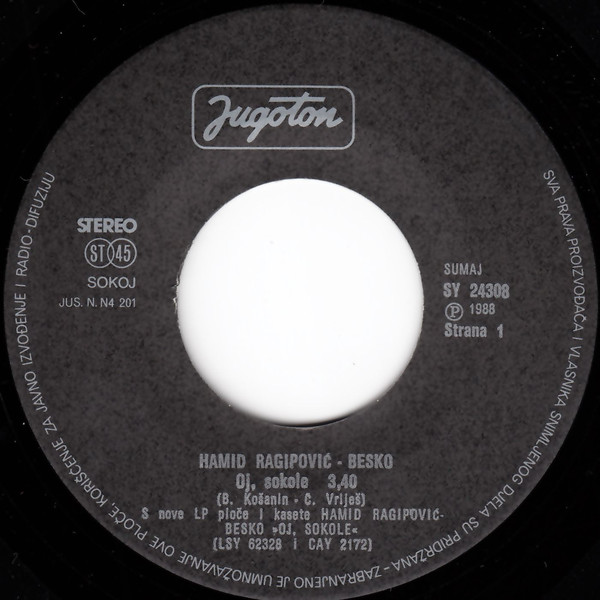 Jugoton
STEREO
ST 45
SOKOJ
JUS. N. N4 201
SUMAJ
SY 24308
Ⓟ 1988
Strana 1
HAMID RAGIPOVIĆ - BESKO
Oj, sokole 3,40
(B. Košanin - C. Vrlješ)
S nove LP ploče i kasete HAMID RAGIPOVIĆ-
BESKO »OJ, SOKOLE«
(LSY 62328 i CAY 2172)
SVA PRAVA PROIZVOĐAČA I VLASNIKA SNIMLJENOG DJELA SU PRIDRŽANA - ZABRANJENO JE UMNOŽAVANJE OVE PLOČE, KORIŠĆENJE ZA JAVNO IZVOĐENJE I RADIO-DIFUZIJU